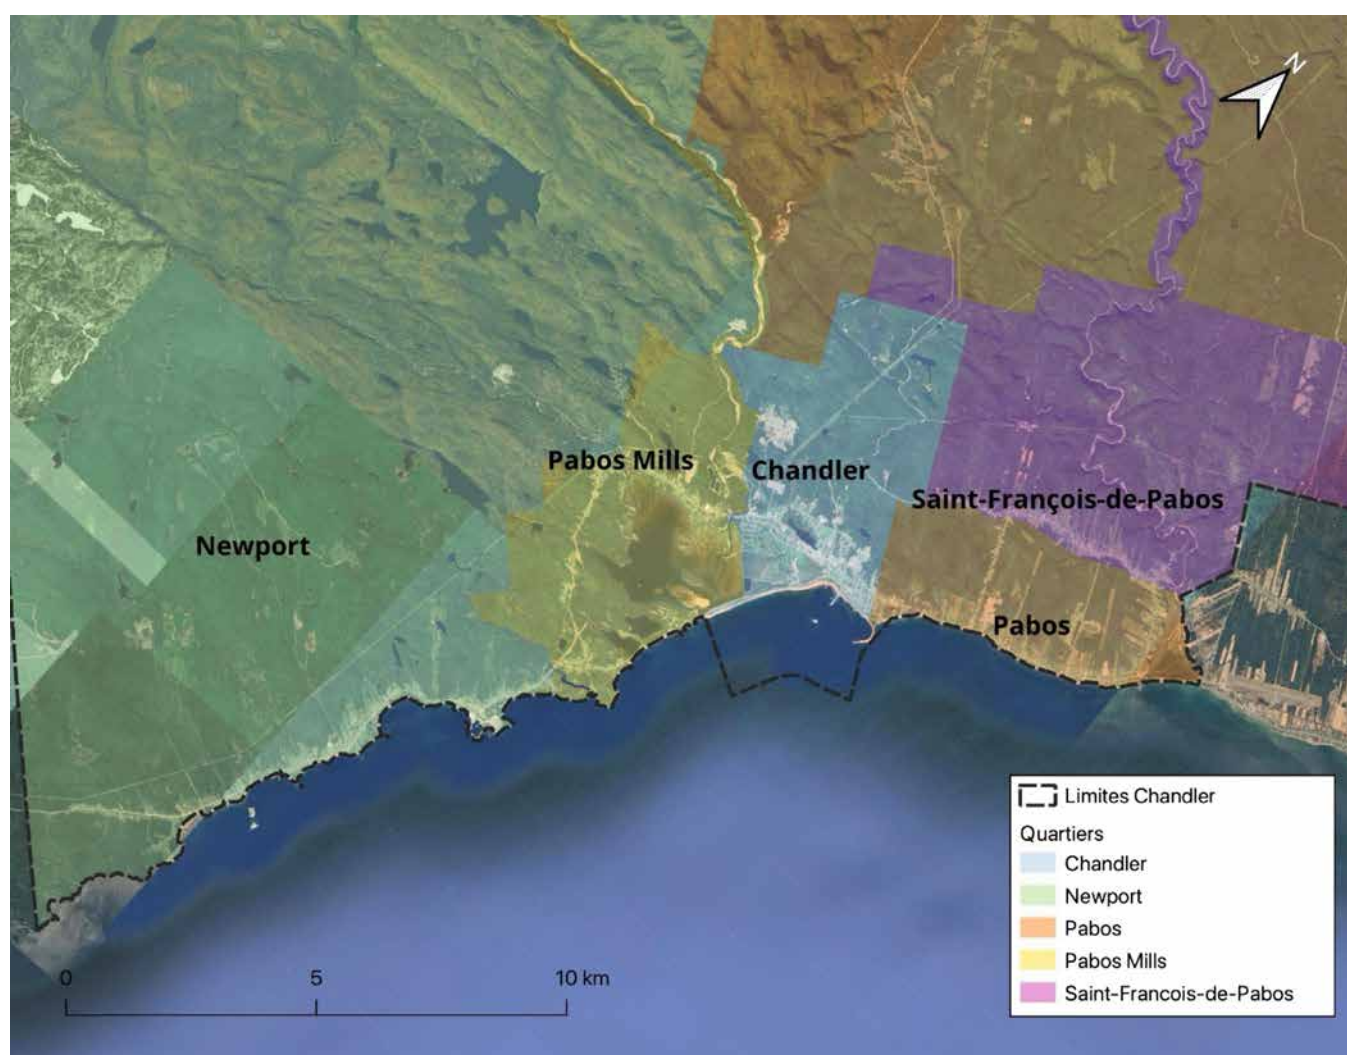 N
Pabos Mills
Chandler
Saint-François-de-Pabos
Newport
Pabos
Limites Chandler
Quartiers
Chandler
Newport
Pabos
Pabos Mills
Saint-Francois-de-Pabos
0 5 10 km